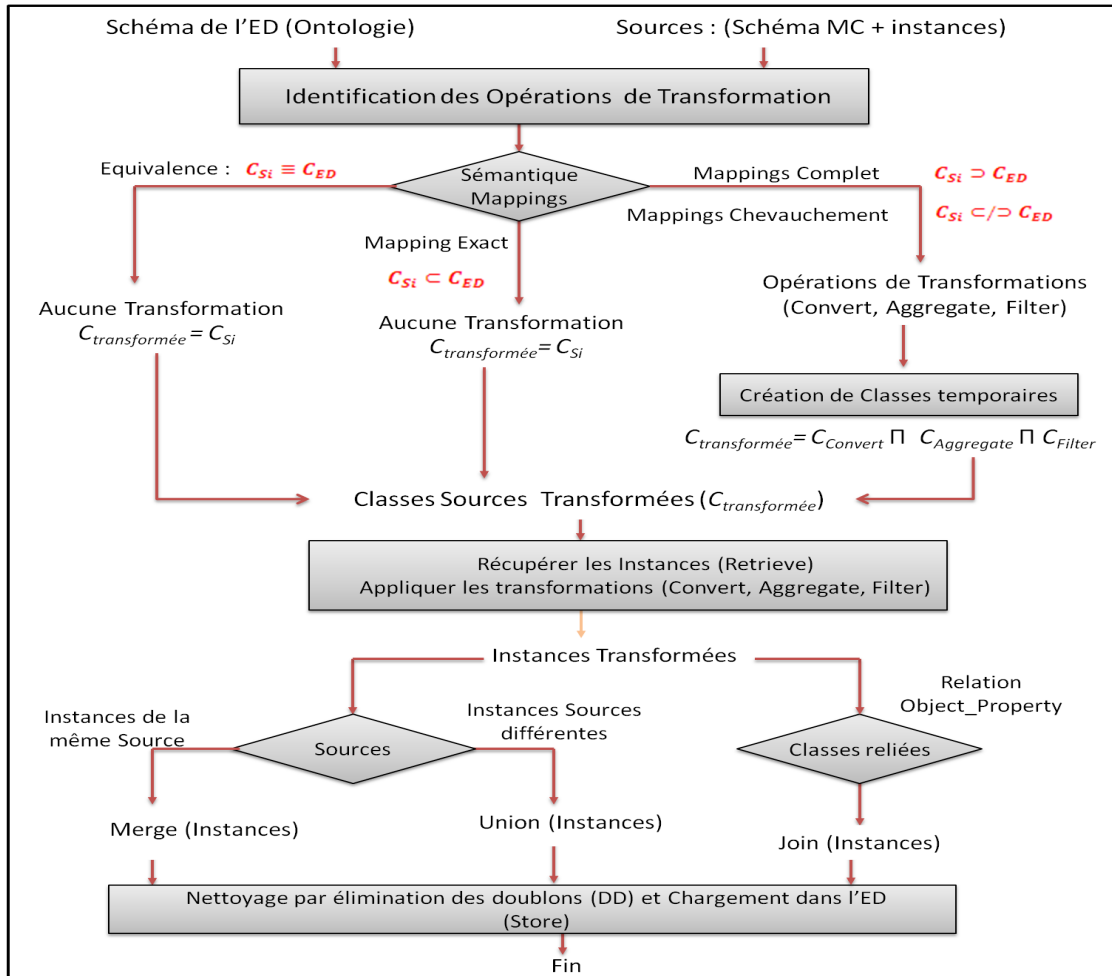 Schéma de l'ED (Ontologie)
Sources : (Schéma MC + instances)
Identification des Opérations de Transformation
Equivalence : C_Si ≡ C_ED
Sémantique
Mappings
Mappings Complet
C_Si ⊃ C_ED
Mappings Chevauchement
C_Si ⊂/⊃ C_ED
Mapping Exact
C_Si ⊂ C_ED
Aucune Transformation
C_transformée = C_Si
Aucune Transformation
C_transformée = C_Si
Opérations de Transformations
(Convert, Aggregate, Filter)
Création de Classes temporaires
C_transformée = C_Convert Π C_Aggregate Π C_Filter
Classes Sources Transformées (C_transformée)
Récupérer les Instances (Retrieve)
Appliquer les transformations (Convert, Aggregate, Filter)
Instances Transformées
Instances de la
même Source
Sources
Instances Sources
différentes
Relation
Object_Property
Classes reliées
Merge (Instances)
Union (Instances)
Join (Instances)
Nettoyage par élimination des doublons (DD) et Chargement dans l'ED
(Store)
Fin